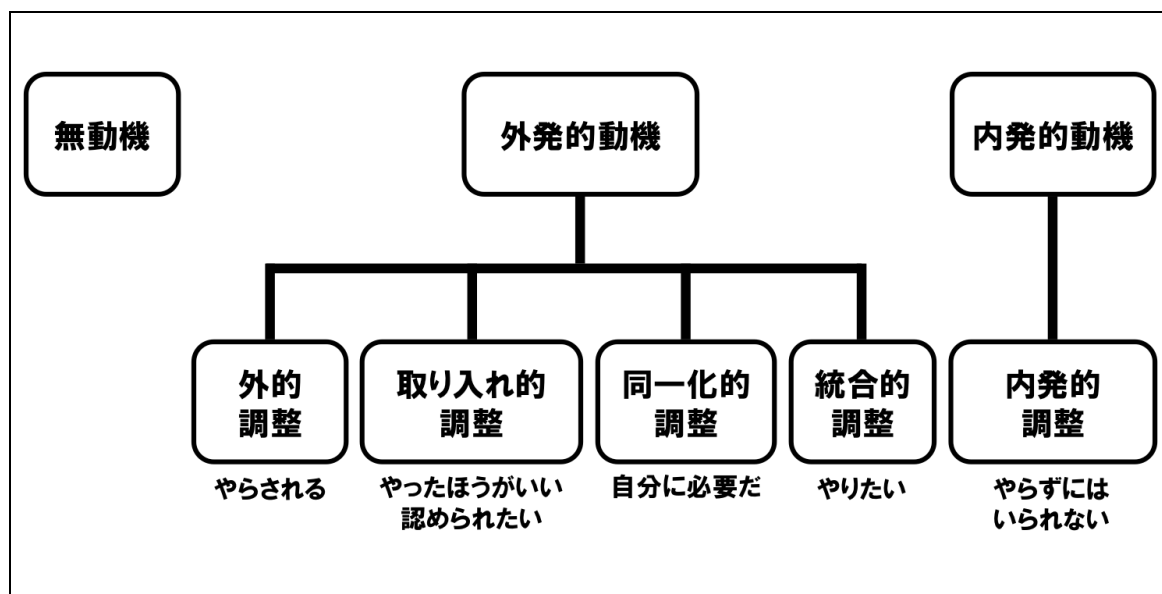 無動機
外発的動機
内発的動機
外的
調整
取り入れ的
調整
同一化的
調整
統合的
調整
内発的
調整
やらされる
やったほうがいい
認められたい
自分に必要だ
やりたい
やらずには
いられない